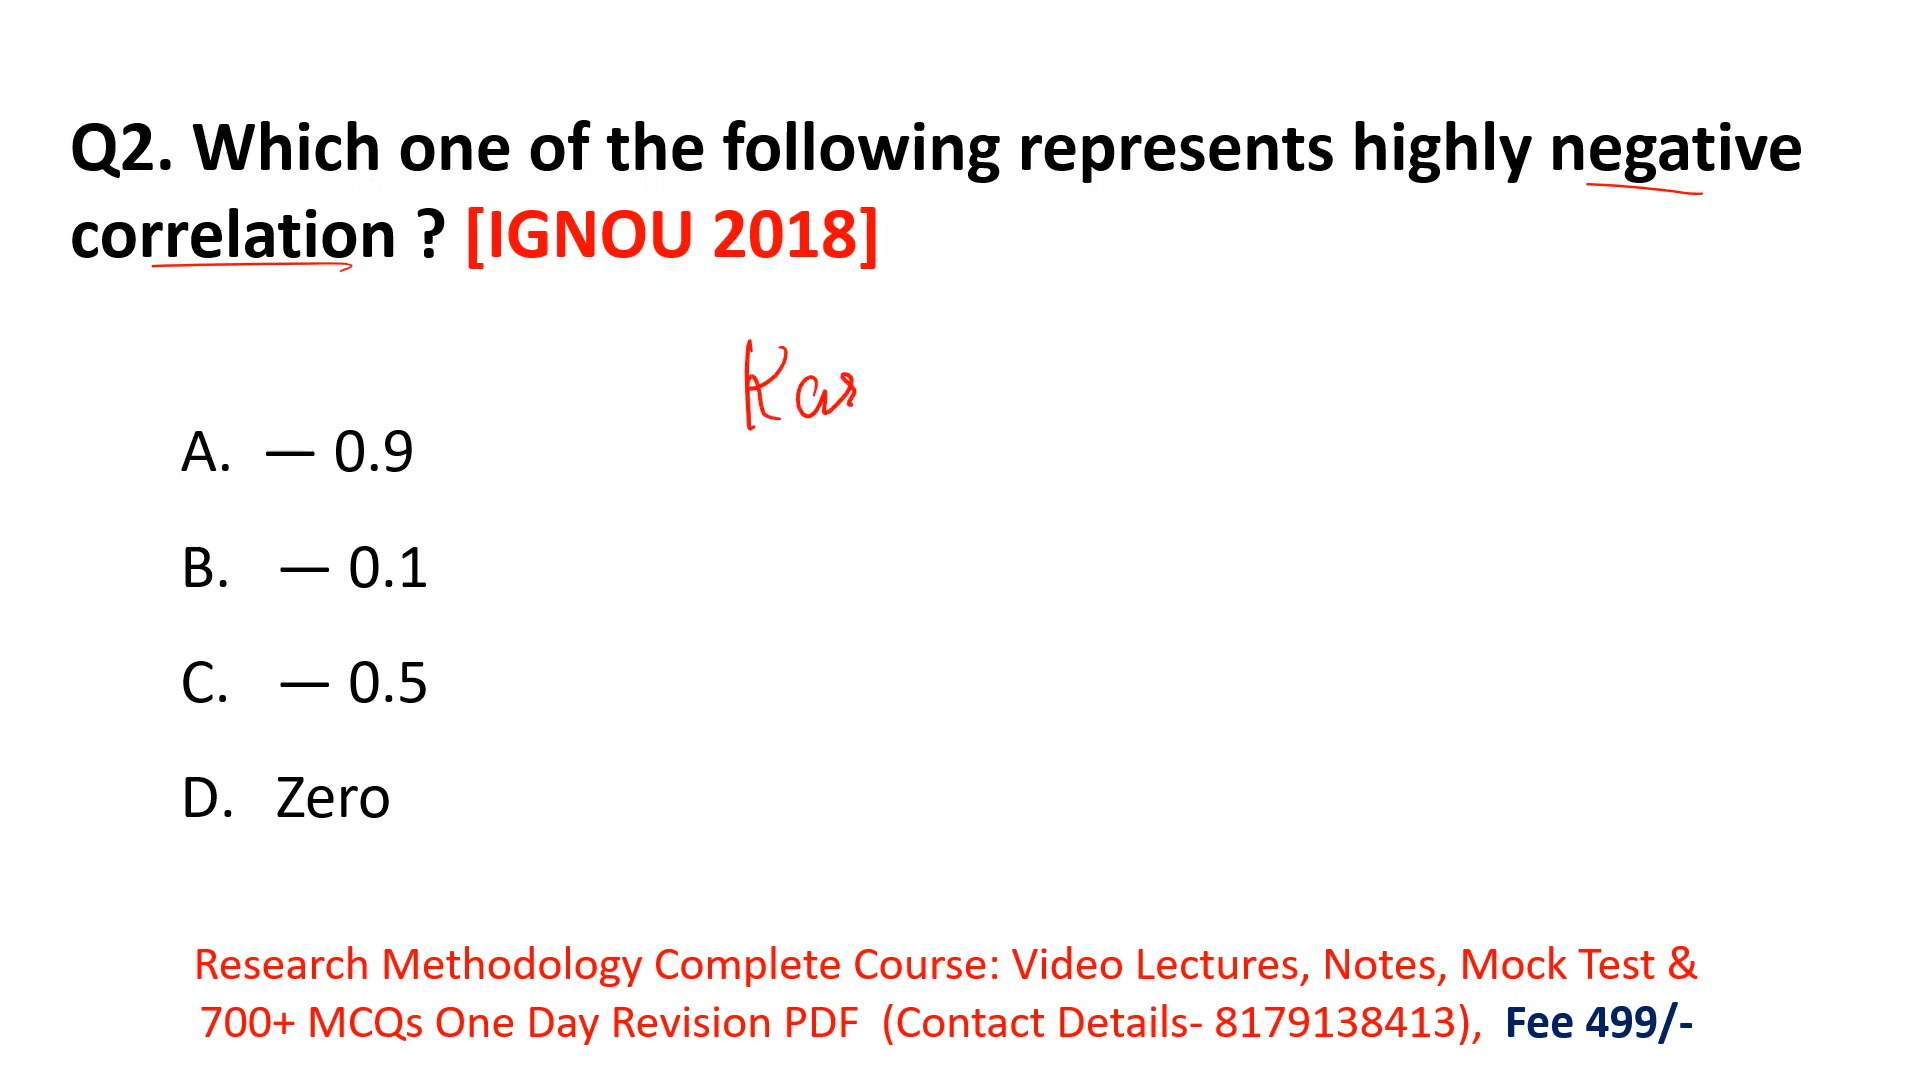 Q2. Which one of the following represents highly negative
correlation ? [IGNOU 2018]
Kar
A. — 0.9
B. — 0.1
C. — 0.5
D. Zero
Research Methodology Complete Course: Video Lectures, Notes, Mock Test &
700+ MCQs One Day Revision PDF (Contact Details- 8179138413), Fee 499/-